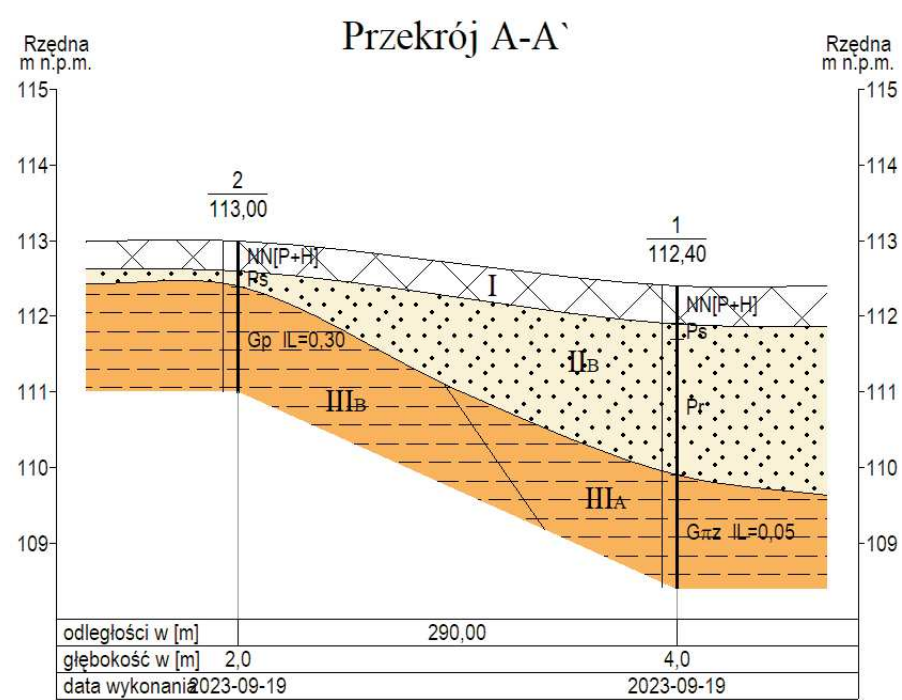 Przekrój A-A`
Rzędna
m n.p.m.
Rzędna
m n.p.m.
115
115
114
114
2
113,00
1
112,40
113
113
NN[P+H]
Ps
I
NN[P+H]
112
112
Ps
Gp IL=0,30
IIB
111
111
IIIB
Pr
110
110
IIIA
109
109
Gπz IL=0,05
odległości w [m] 290,00
głębokość w [m] 2,0 4,0
data wykonania 2023-09-19 2023-09-19